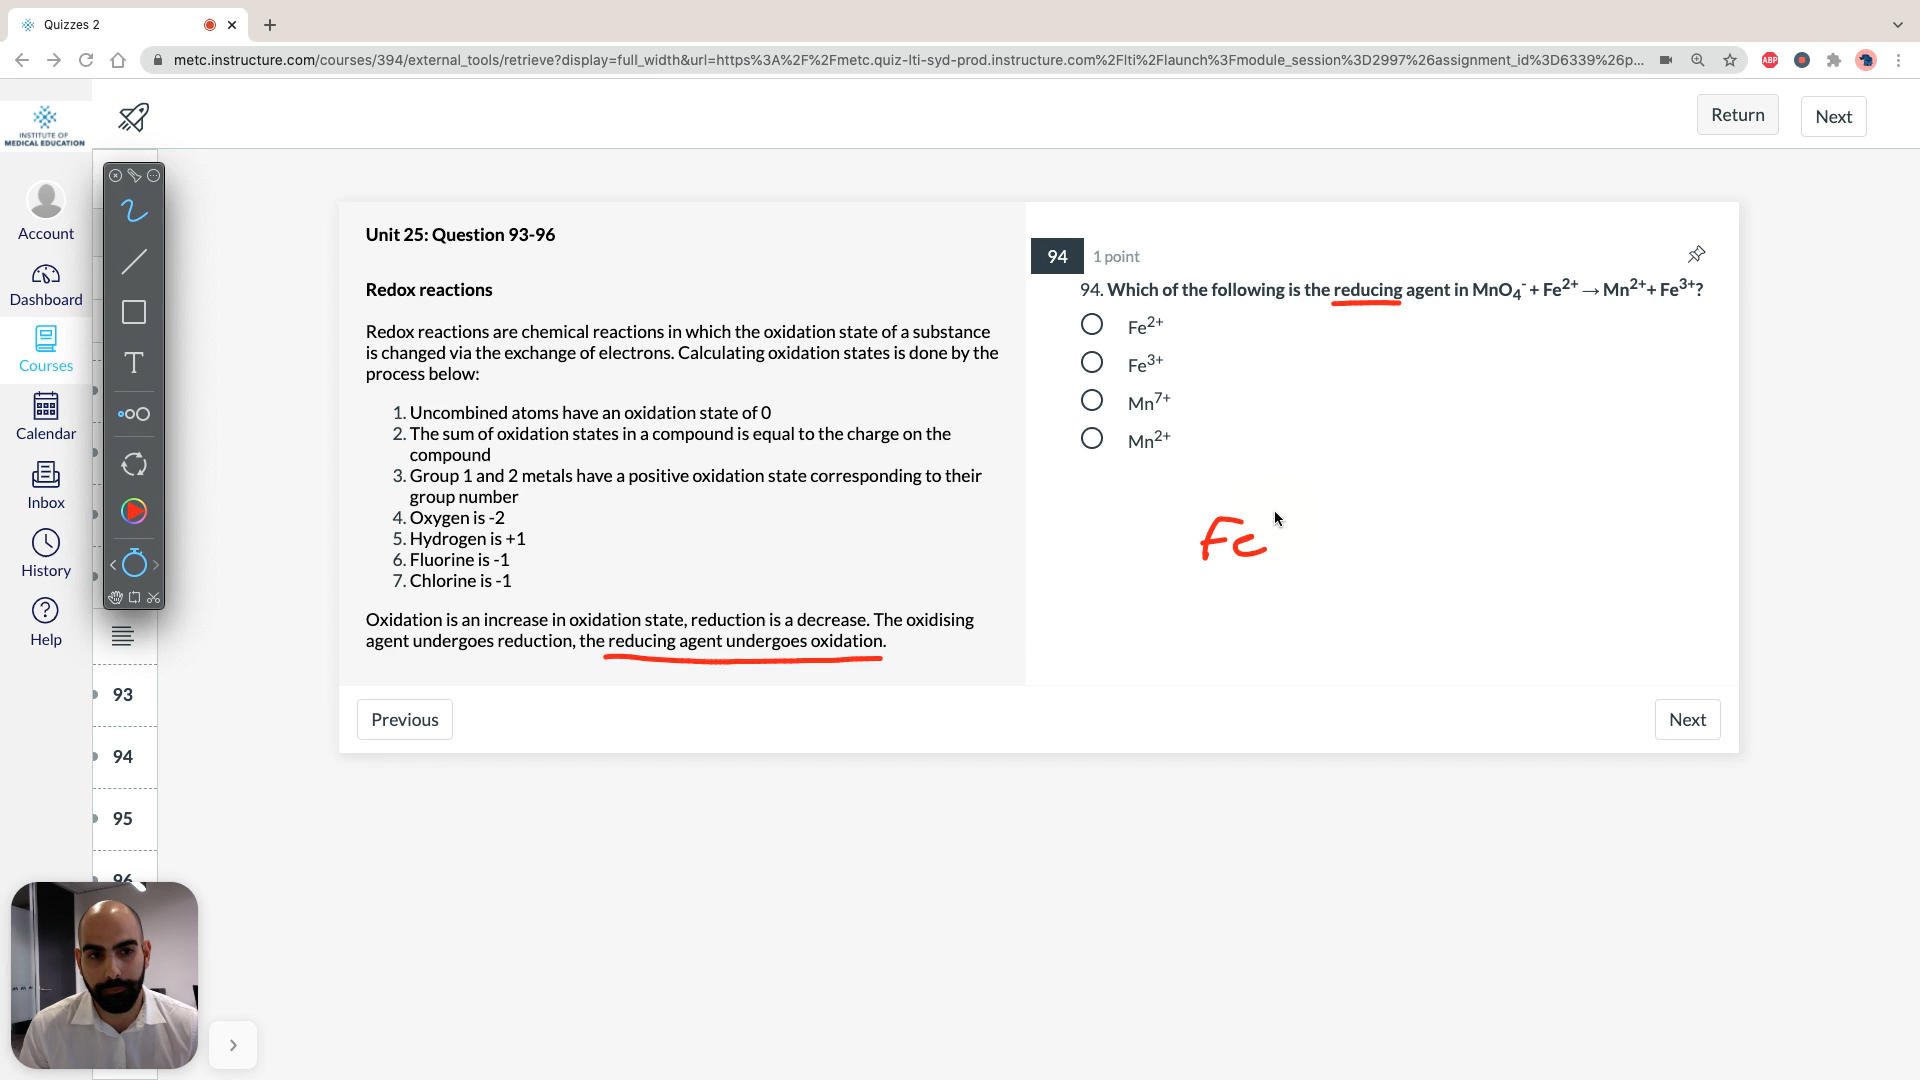 Quizzes 2
metc.instructure.com/courses/394/external_tools/retrieve?display=full_width&url=https%3A%2F%2Fmetc.quiz-lti-syd-prod.instructure.com%2Flti%2Flaunch%3Fmodule_session%3D2997%26assignment_id%3D6339%26p...
ABP
INSTITUTE OF
MEDICAL EDUCATION
Return
Next
Account
Dashboard
Courses
Calendar
Inbox
History
Help
T
93
94
95
96
Unit 25: Question 93-96
Redox reactions
Redox reactions are chemical reactions in which the oxidation state of a substance
is changed via the exchange of electrons. Calculating oxidation states is done by the
process below:
1. Uncombined atoms have an oxidation state of 0
2. The sum of oxidation states in a compound is equal to the charge on the
compound
3. Group 1 and 2 metals have a positive oxidation state corresponding to their
group number
4. Oxygen is -2
5. Hydrogen is +1
6. Fluorine is -1
7. Chlorine is -1
Oxidation is an increase in oxidation state, reduction is a decrease. The oxidising
agent undergoes reduction, the reducing agent undergoes oxidation.
94 1 point
94. Which of the following is the reducing agent in MnO₄⁻ + Fe²⁺ → Mn²⁺+ Fe³⁺?
Fe²⁺
Fe³⁺
Mn⁷⁺
Mn²⁺
Fe
Previous
Next